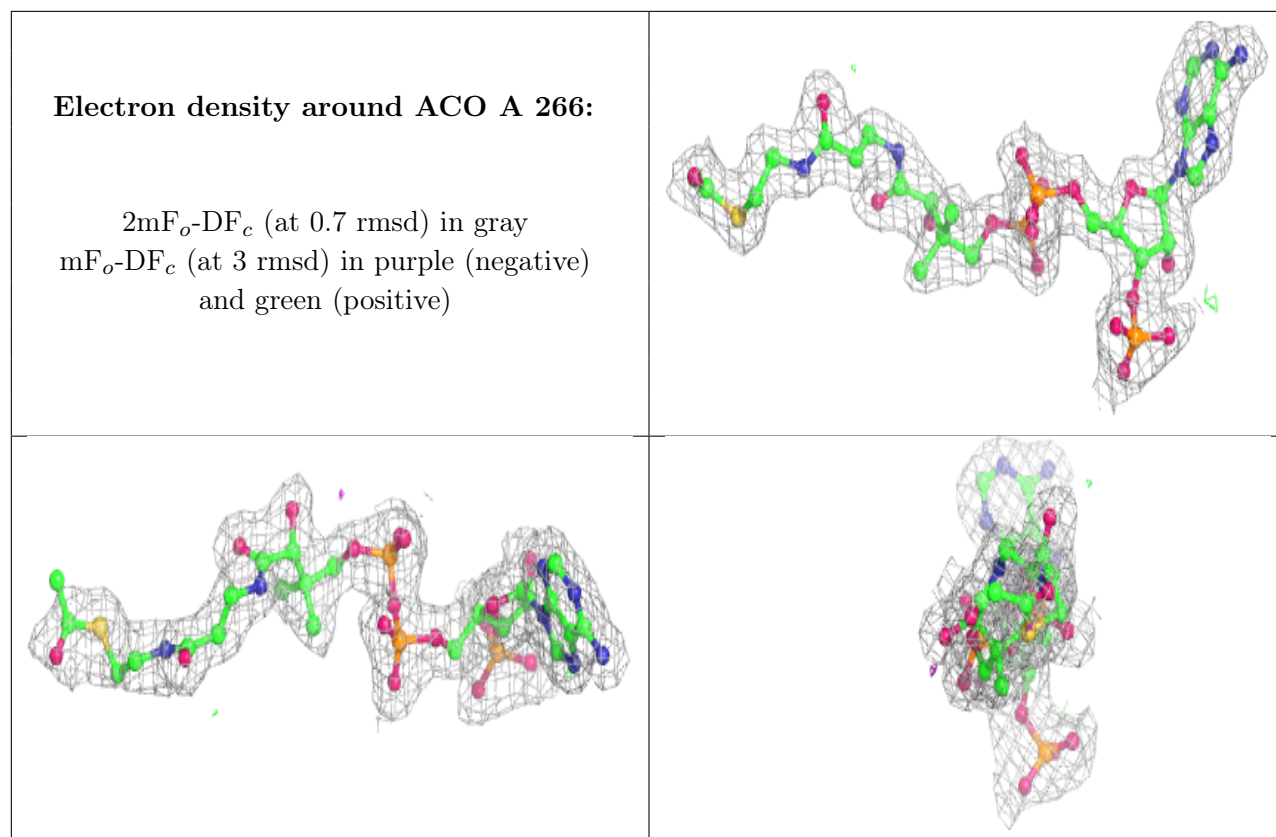 Electron density around ACO A 266:
2mFo-DFc (at 0.7 rmsd) in gray
mFo-DFc (at 3 rmsd) in purple (negative)
and green (positive)